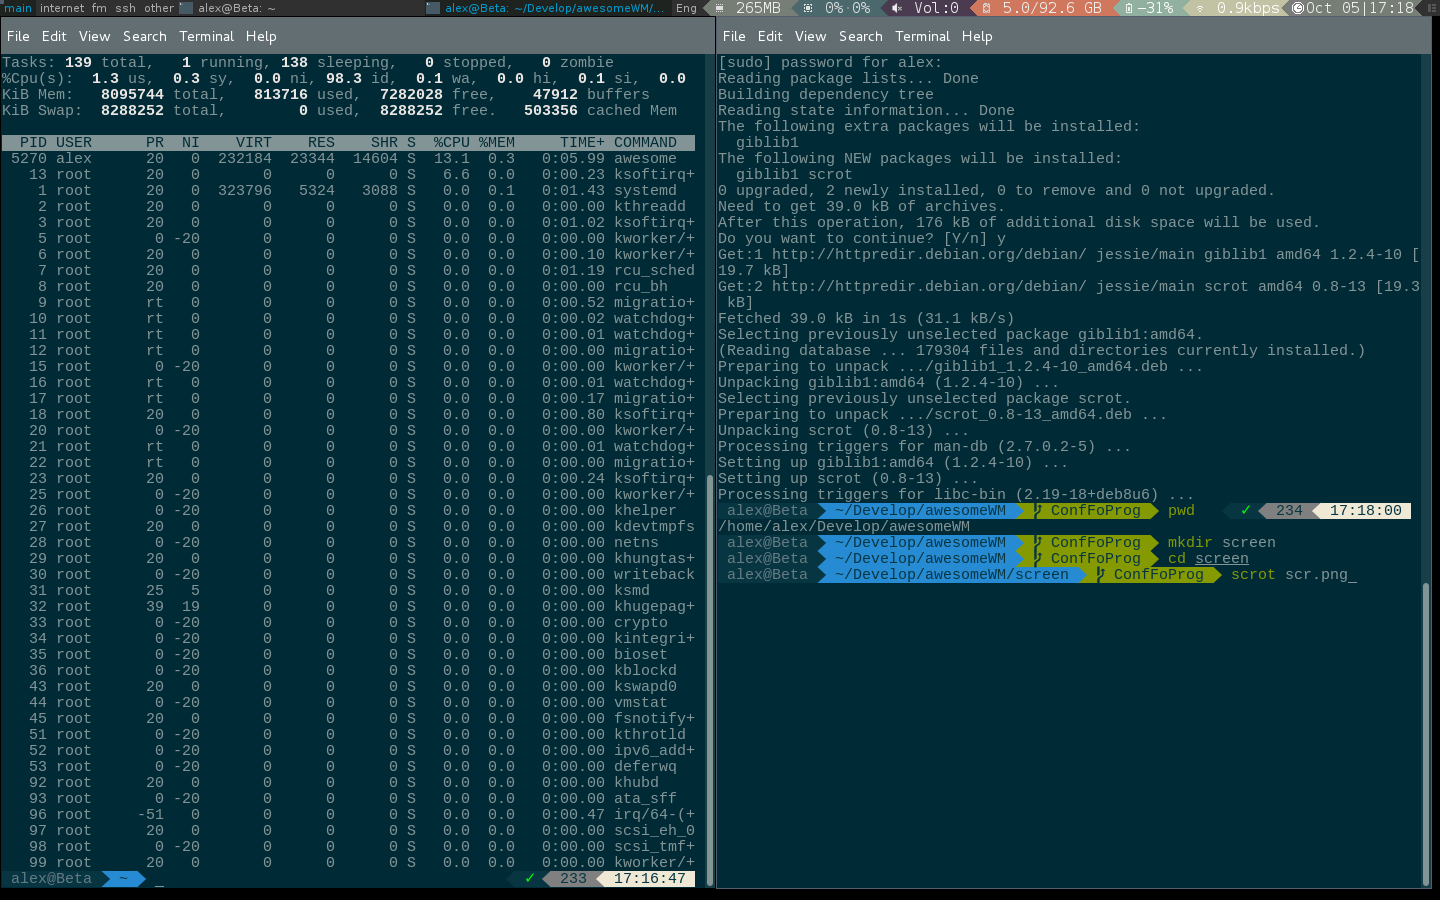 main internet fm ssh other alex@Beta: ~ alex@Beta: ~/Develop/awesomeWM/... Eng 265MB 0%·0% Vol:0 5.0/92.6 GB −31% 0.9kbps Oct 05|17:18
File Edit View Search Terminal Help
Tasks: 139 total, 1 running, 138 sleeping, 0 stopped, 0 zombie
%Cpu(s): 1.3 us, 0.3 sy, 0.0 ni, 98.3 id, 0.1 wa, 0.0 hi, 0.1 si, 0.0
KiB Mem: 8095744 total, 813716 used, 7282028 free, 47912 buffers
KiB Swap: 8288252 total, 0 used, 8288252 free. 503356 cached Mem
PID USER PR NI VIRT RES SHR S %CPU %MEM TIME+ COMMAND
5270 alex 20 0 232184 23344 14604 S 13.1 0.3 0:05.99 awesome
13 root 20 0 0 0 0 S 6.6 0.0 0:00.23 ksoftirq+
1 root 20 0 323796 5324 3088 S 0.0 0.1 0:01.43 systemd
2 root 20 0 0 0 0 S 0.0 0.0 0:00.00 kthreadd
3 root 20 0 0 0 0 S 0.0 0.0 0:01.02 ksoftirq+
5 root 0 -20 0 0 0 S 0.0 0.0 0:00.00 kworker/+
6 root 20 0 0 0 0 S 0.0 0.0 0:00.10 kworker/+
7 root 20 0 0 0 0 S 0.0 0.0 0:01.19 rcu_sched
8 root 20 0 0 0 0 S 0.0 0.0 0:00.00 rcu_bh
9 root rt 0 0 0 0 S 0.0 0.0 0:00.52 migratio+
10 root rt 0 0 0 0 S 0.0 0.0 0:00.02 watchdog+
11 root rt 0 0 0 0 S 0.0 0.0 0:00.01 watchdog+
12 root rt 0 0 0 0 S 0.0 0.0 0:00.00 migratio+
15 root 0 -20 0 0 0 S 0.0 0.0 0:00.00 kworker/+
16 root rt 0 0 0 0 S 0.0 0.0 0:00.01 watchdog+
17 root rt 0 0 0 0 S 0.0 0.0 0:00.17 migratio+
18 root 20 0 0 0 0 S 0.0 0.0 0:00.80 ksoftirq+
20 root 0 -20 0 0 0 S 0.0 0.0 0:00.00 kworker/+
21 root rt 0 0 0 0 S 0.0 0.0 0:00.01 watchdog+
22 root rt 0 0 0 0 S 0.0 0.0 0:00.00 migratio+
23 root 20 0 0 0 0 S 0.0 0.0 0:00.24 ksoftirq+
25 root 0 -20 0 0 0 S 0.0 0.0 0:00.00 kworker/+
26 root 0 -20 0 0 0 S 0.0 0.0 0:00.00 khelper
27 root 20 0 0 0 0 S 0.0 0.0 0:00.00 kdevtmpfs
28 root 0 -20 0 0 0 S 0.0 0.0 0:00.00 netns
29 root 20 0 0 0 0 S 0.0 0.0 0:00.00 khungtas+
30 root 0 -20 0 0 0 S 0.0 0.0 0:00.00 writeback
31 root 25 5 0 0 0 S 0.0 0.0 0:00.00 ksmd
32 root 39 19 0 0 0 S 0.0 0.0 0:00.00 khugepag+
33 root 0 -20 0 0 0 S 0.0 0.0 0:00.00 crypto
34 root 0 -20 0 0 0 S 0.0 0.0 0:00.00 kintegri+
35 root 0 -20 0 0 0 S 0.0 0.0 0:00.00 bioset
36 root 0 -20 0 0 0 S 0.0 0.0 0:00.00 kblockd
43 root 20 0 0 0 0 S 0.0 0.0 0:00.00 kswapd0
44 root 0 -20 0 0 0 S 0.0 0.0 0:00.00 vmstat
45 root 20 0 0 0 0 S 0.0 0.0 0:00.00 fsnotify+
51 root 0 -20 0 0 0 S 0.0 0.0 0:00.00 kthrotld
52 root 0 -20 0 0 0 S 0.0 0.0 0:00.00 ipv6_add+
53 root 0 -20 0 0 0 S 0.0 0.0 0:00.00 deferwq
92 root 20 0 0 0 0 S 0.0 0.0 0:00.00 khubd
93 root 0 -20 0 0 0 S 0.0 0.0 0:00.00 ata_sff
96 root -51 0 0 0 0 S 0.0 0.0 0:00.47 irq/64-(+
97 root 20 0 0 0 0 S 0.0 0.0 0:00.00 scsi_eh_0
98 root 0 -20 0 0 0 S 0.0 0.0 0:00.00 scsi_tmf+
99 root 20 0 0 0 0 S 0.0 0.0 0:00.00 kworker/+
alex@Beta ~ _ ✓ 233 17:16:47
File Edit View Search Terminal Help
[sudo] password for alex:
Reading package lists... Done
Building dependency tree
Reading state information... Done
The following extra packages will be installed:
giblib1
The following NEW packages will be installed:
giblib1 scrot
0 upgraded, 2 newly installed, 0 to remove and 0 not upgraded.
Need to get 39.0 kB of archives.
After this operation, 176 kB of additional disk space will be used.
Do you want to continue? [Y/n] y
Get:1 http://httpredir.debian.org/debian/ jessie/main giblib1 amd64 1.2.4-10 [
19.7 kB]
Get:2 http://httpredir.debian.org/debian/ jessie/main scrot amd64 0.8-13 [19.3
kB]
Fetched 39.0 kB in 1s (31.1 kB/s)
Selecting previously unselected package giblib1:amd64.
(Reading database ... 179304 files and directories currently installed.)
Preparing to unpack .../giblib1_1.2.4-10_amd64.deb ...
Unpacking giblib1:amd64 (1.2.4-10) ...
Selecting previously unselected package scrot.
Preparing to unpack .../scrot_0.8-13_amd64.deb ...
Unpacking scrot (0.8-13) ...
Processing triggers for man-db (2.7.0.2-5) ...
Setting up giblib1:amd64 (1.2.4-10) ...
Setting up scrot (0.8-13) ...
Processing triggers for libc-bin (2.19-18+deb8u6) ...
alex@Beta ~/Develop/awesomeWM ConfFoProg pwd ✓ 234 17:18:00
/home/alex/Develop/awesomeWM
alex@Beta ~/Develop/awesomeWM ConfFoProg mkdir screen
alex@Beta ~/Develop/awesomeWM ConfFoProg cd screen
alex@Beta ~/Develop/awesomeWM/screen ConfFoProg scrot scr.png_